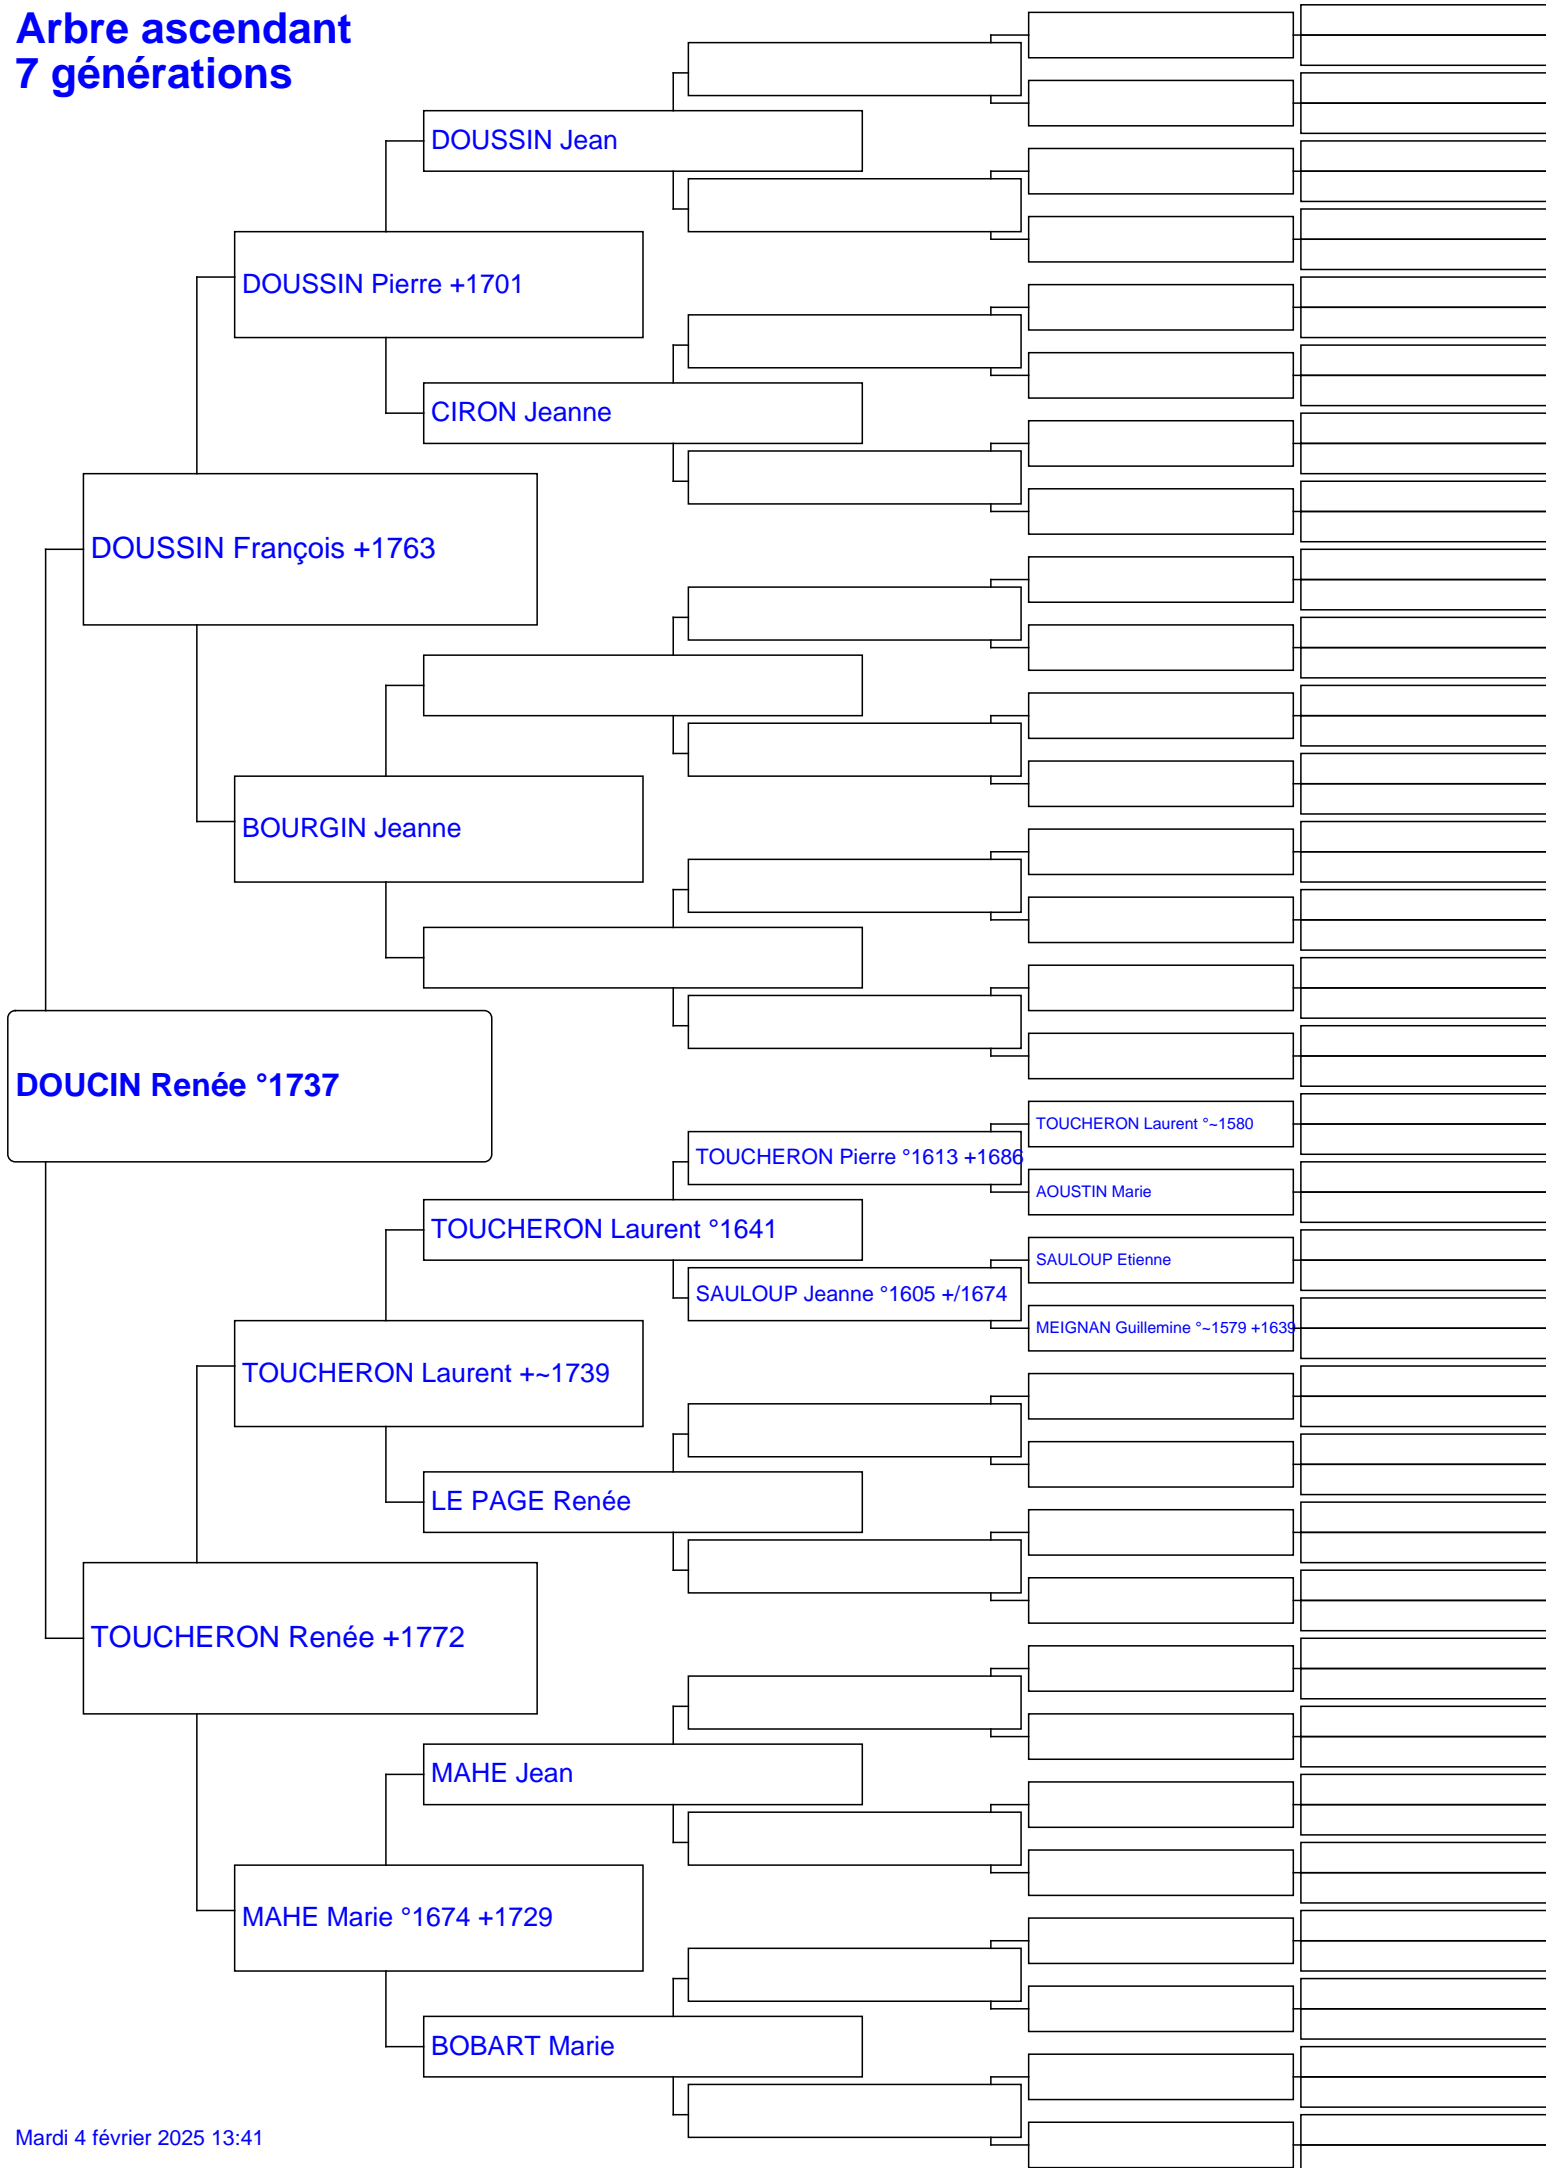 Arbre ascendant
7 générations
DOUSSIN Jean
DOUSSIN Pierre +1701
CIRON Jeanne
DOUSSIN François +1763
BOURGIN Jeanne
DOUCIN Renée °1737
TOUCHERON Laurent °~1580
TOUCHERON Pierre °1613 +1686
AOUSTIN Marie
TOUCHERON Laurent °1641
SAULOUP Etienne
SAULOUP Jeanne °1605 +/1674
MEIGNAN Guillemine °~1579 +1639
TOUCHERON Laurent +~1739
LE PAGE Renée
TOUCHERON Renée +1772
MAHE Jean
MAHE Marie °1674 +1729
BOBART Marie
Mardi 4 février 2025 13:41